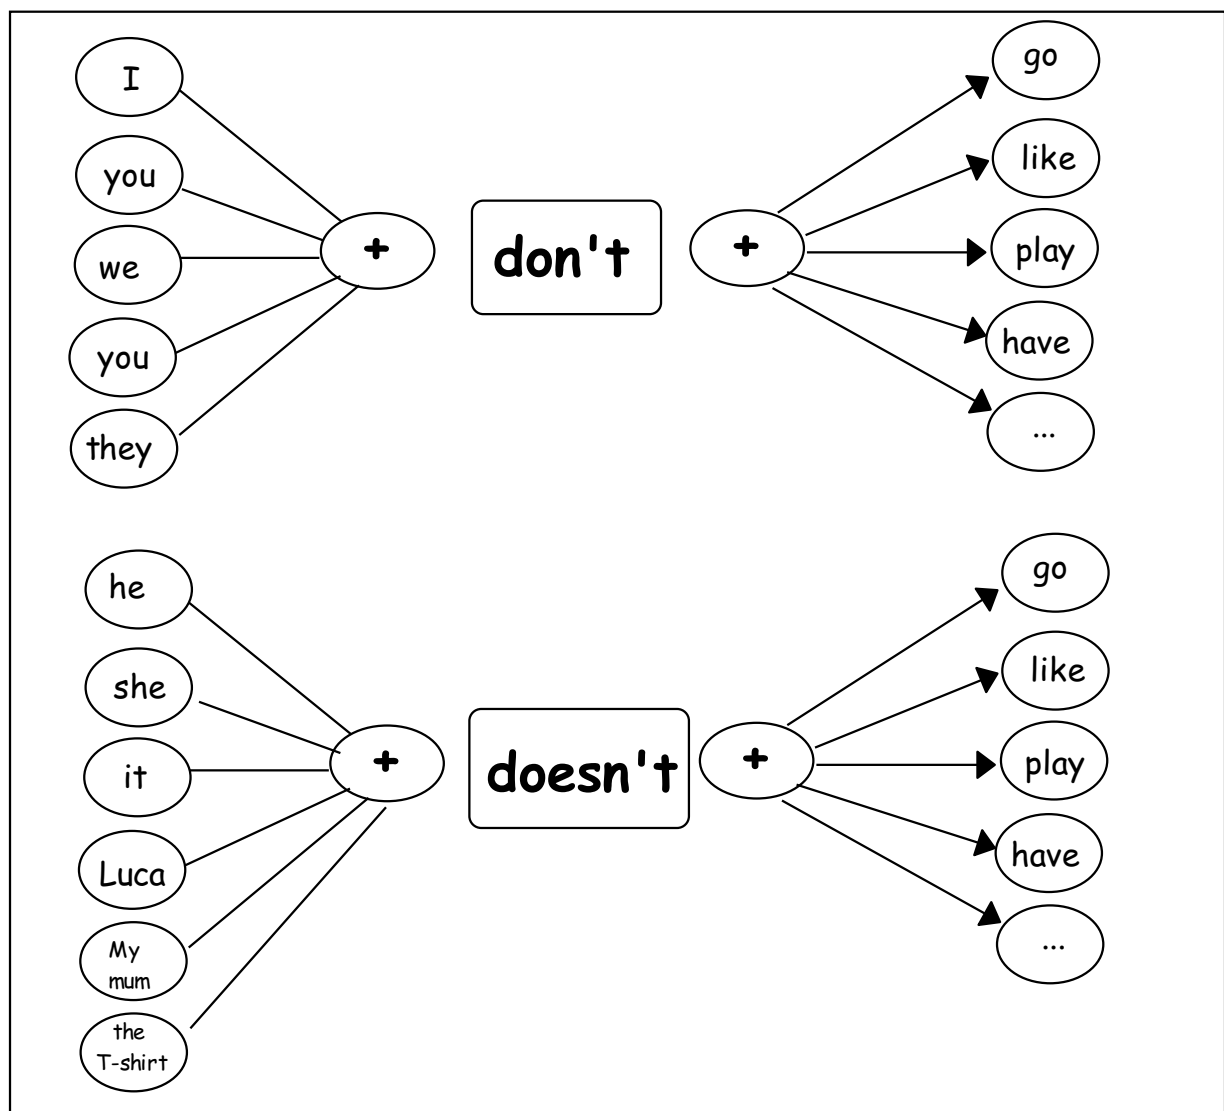 I
you
we
you
they
+
don't
+
go
like
play
have
...
he
she
it
Luca
My
mum
the
T-shirt
+
doesn't
+
go
like
play
have
...